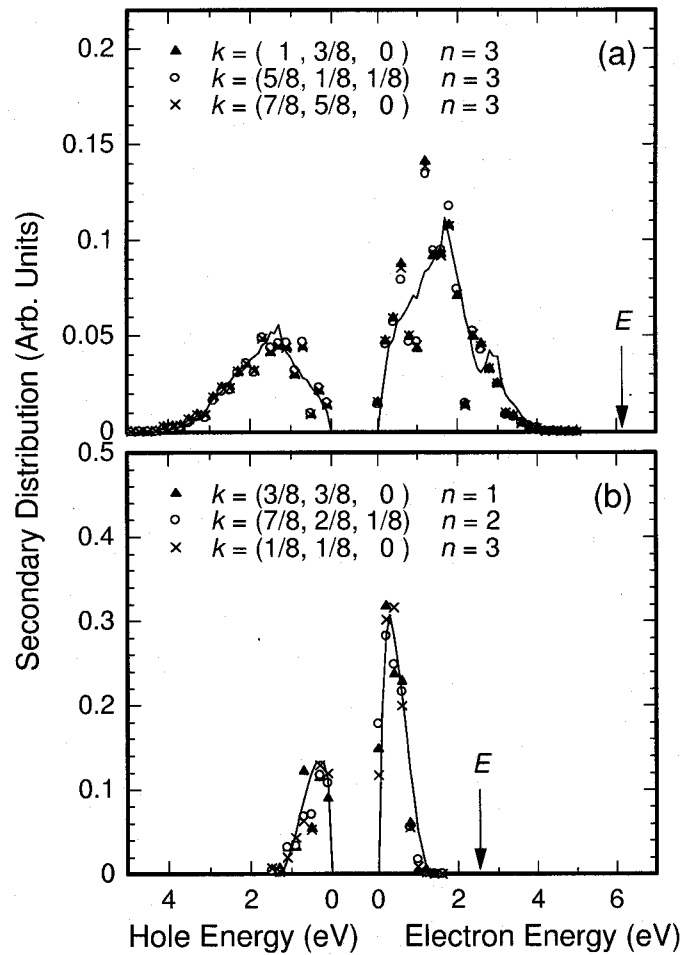 0.2
(a)
▲ k = ( 1 , 3/8, 0 ) n = 3
○ k = (5/8, 1/8, 1/8) n = 3
× k = (7/8, 5/8, 0 ) n = 3
0.15
0.1
0.05
0
E
Secondary Distribution (Arb. Units)
0.5
(b)
▲ k = (3/8, 3/8, 0 ) n = 1
○ k = (7/8, 2/8, 1/8) n = 2
× k = (1/8, 1/8, 0 ) n = 3
0.4
0.3
0.2
0.1
0
E
4 2 0 0 2 4 6
Hole Energy (eV) Electron Energy (eV)